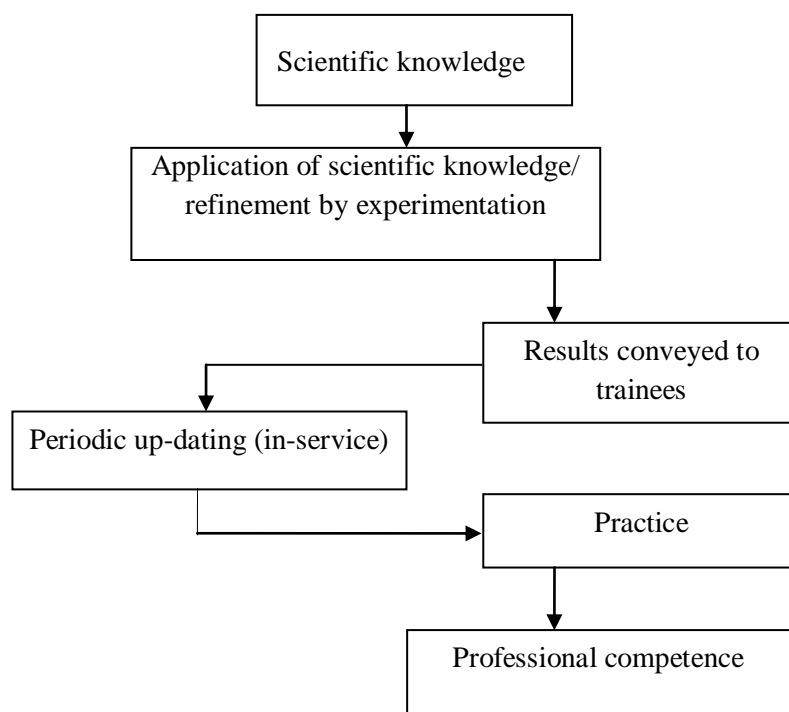 Scientific knowledge
Application of scientific knowledge/
refinement by experimentation
Results conveyed to
trainees
Periodic up-dating (in-service)
Practice
Professional competence